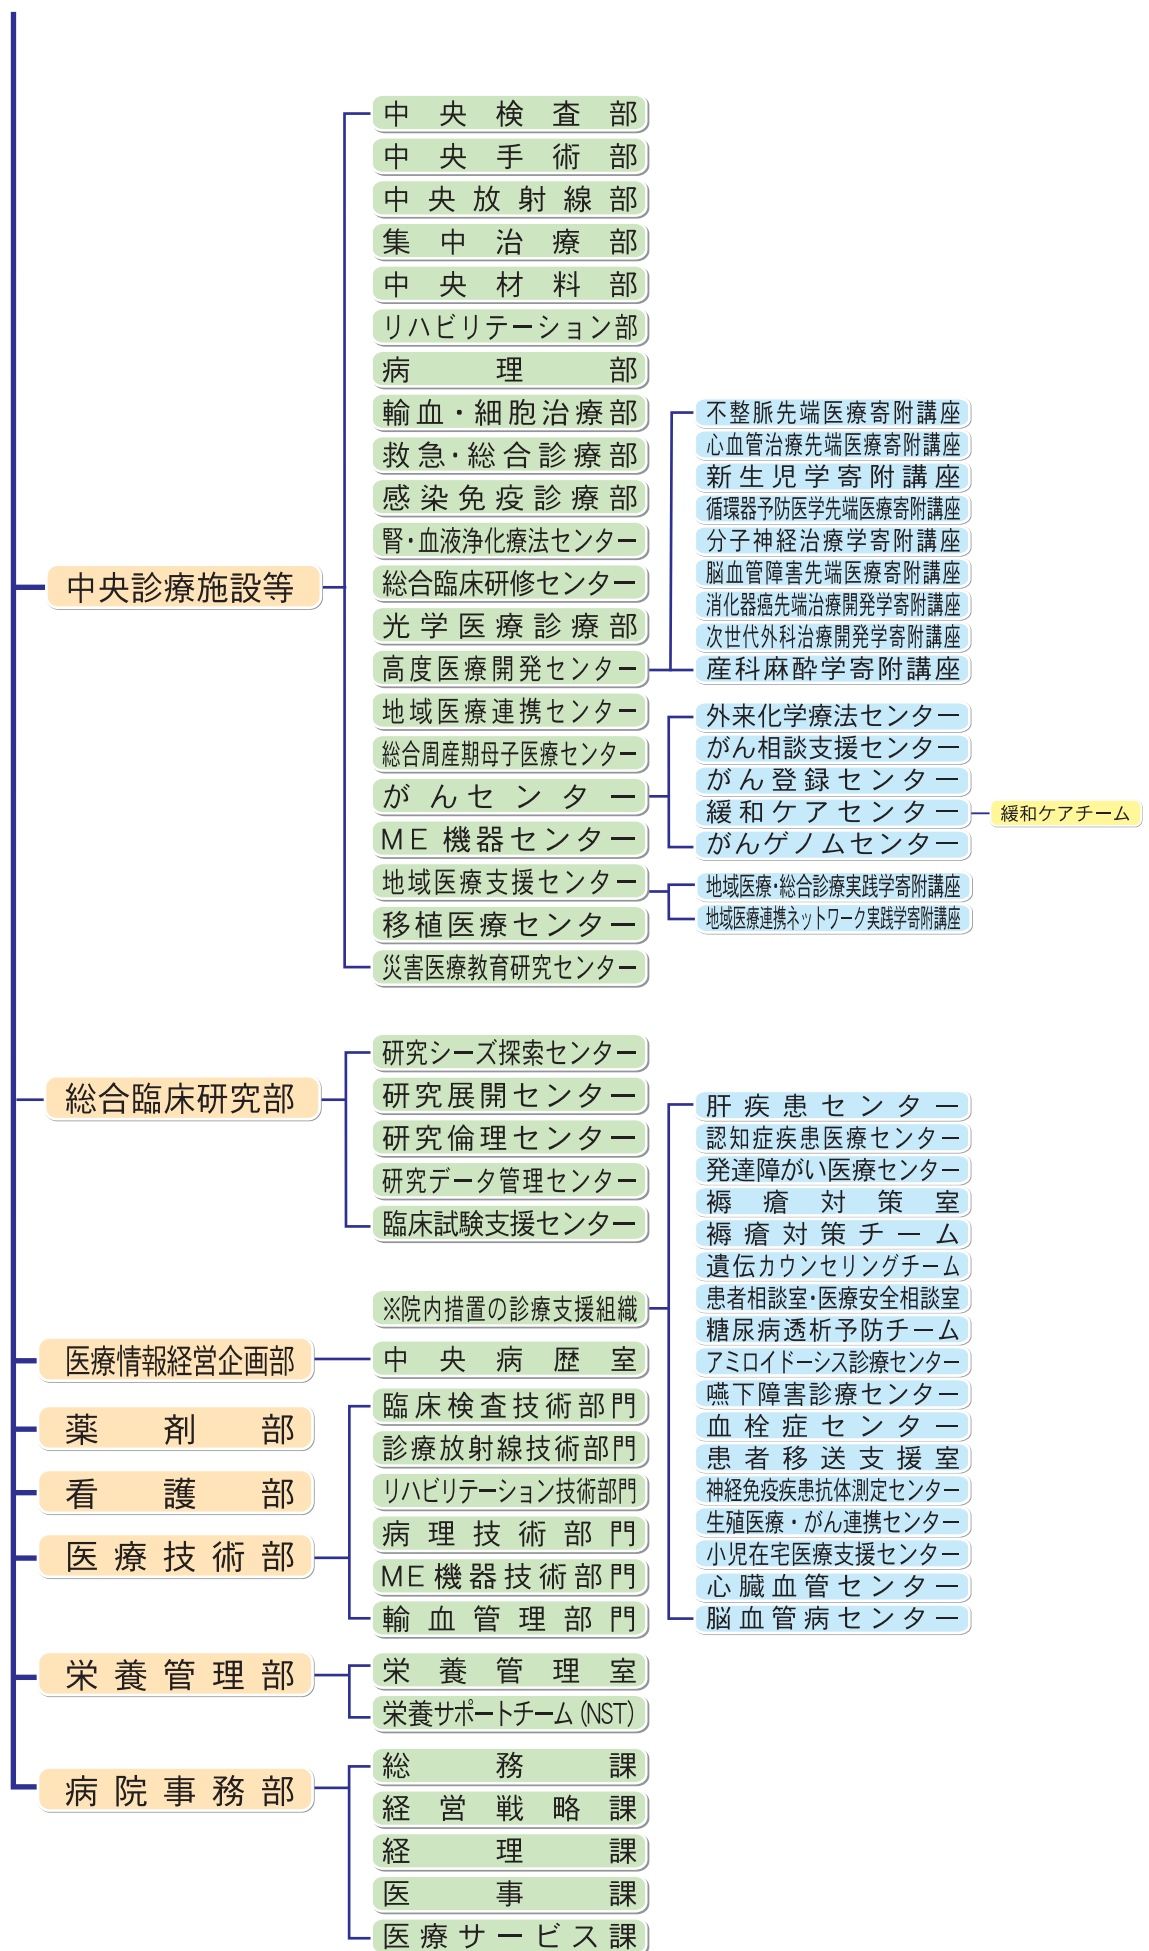 中央診療施設等
中央検査部
中央手術部
中央放射線部
集中治療部
中央材料部
リハビリテーション部
病理部
輸血・細胞治療部
救急・総合診療部
感染免疫診療部
腎・血液浄化療法センター
総合臨床研修センター
光学医療診療部
高度医療開発センター
不整脈先端医療寄附講座
心血管治療先端医療寄附講座
新生児学寄附講座
循環器予防医学先端医療寄附講座
分子神経治療学寄附講座
脳血管障害先端医療寄附講座
消化器癌先端治療開発学寄附講座
次世代外科治療開発学寄附講座
産科麻酔学寄附講座
地域医療連携センター
総合周産期母子医療センター
がんセンター
外来化学療法センター
がん相談支援センター
がん登録センター
緩和ケアセンター
緩和ケアチーム
がんゲノムセンター
ME機器センター
地域医療支援センター
地域医療・総合診療実践学寄附講座
地域医療連携ネットワーク実践学寄附講座
移植医療センター
災害医療教育研究センター
総合臨床研究部
研究シーズ探索センター
研究展開センター
研究倫理センター
研究データ管理センター
臨床試験支援センター
※院内措置の診療支援組織
肝疾患センター
認知症疾患医療センター
発達障がい医療センター
褥瘡対策室
褥瘡対策チーム
遺伝カウンセリングチーム
患者相談室・医療安全相談室
糖尿病透析予防チーム
アミロイドーシス診療センター
嚥下障害診療センター
血栓症センター
患者移送支援室
神経免疫疾患抗体測定センター
生殖医療・がん連携センター
小児在宅医療支援センター
心臓血管センター
脳血管病センター
医療情報経営企画部
中央病歴室
薬剤部
看護部
医療技術部
臨床検査技術部門
診療放射線技術部門
リハビリテーション技術部門
病理技術部門
ME機器技術部門
輸血管理部門
栄養管理部
栄養管理室
栄養サポートチーム(NST)
病院事務部
総務課
経営戦略課
経理課
医事課
医療サービス課